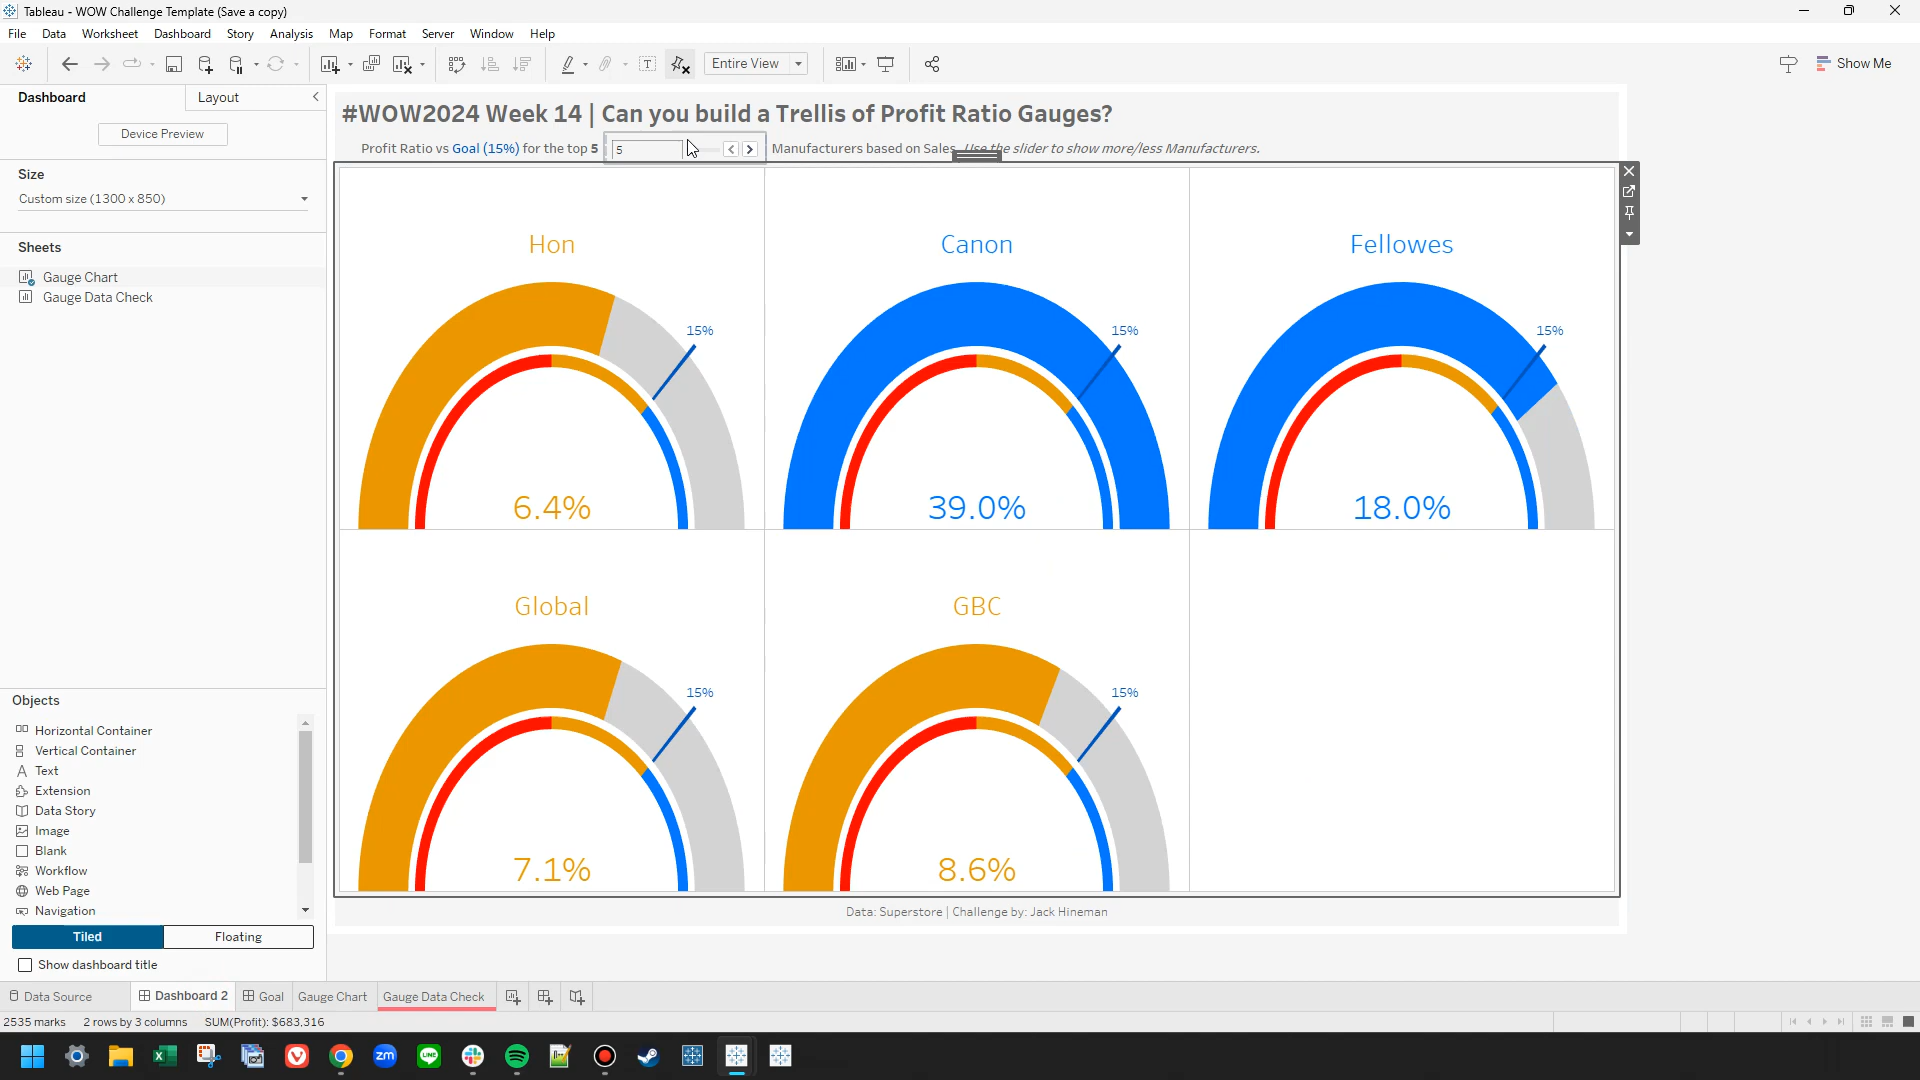 Tableau - WOW Challenge Template (Save a copy)
File Data Worksheet Dashboard Story Analysis Map Format Server Window Help
Entire View
Show Me
Dashboard Layout
Device Preview
Size
Custom size (1300 x 850)
Sheets
Gauge Chart
Gauge Data Check
Objects
Horizontal Container
Vertical Container
Text
Extension
Data Story
Image
Blank
Workflow
Web Page
Navigation
Tiled Floating
Show dashboard title
#WOW2024 Week 14 | Can you build a Trellis of Profit Ratio Gauges?
Profit Ratio vs Goal (15%) for the top 5 5 Manufacturers based on Sales. Use the slider to show more/less Manufacturers.
Hon Canon Fellowes
15% 15% 15%
6.4% 39.0% 18.0%
Global GBC
15% 15%
7.1% 8.6%
Data: Superstore | Challenge by: Jack Hineman
Data Source Dashboard 2 Goal Gauge Chart Gauge Data Check
2535 marks 2 rows by 3 columns SUM(Profit): $683,316
zm
LINE